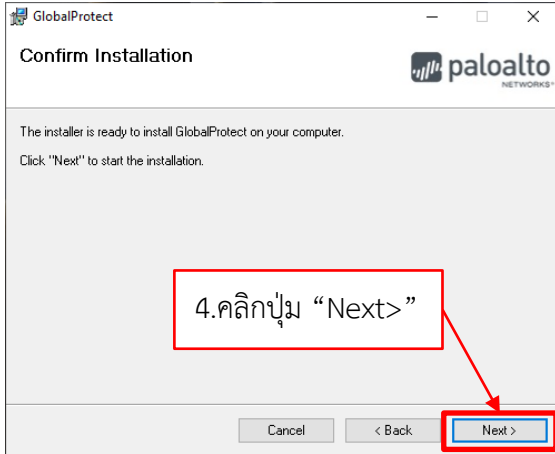 GlobalProtect
Confirm Installation
paloalto
NETWORKS
The installer is ready to install GlobalProtect on your computer.
Click "Next" to start the installation.
4.คลิกปุ่ม “Next>”
Cancel
< Back
Next >